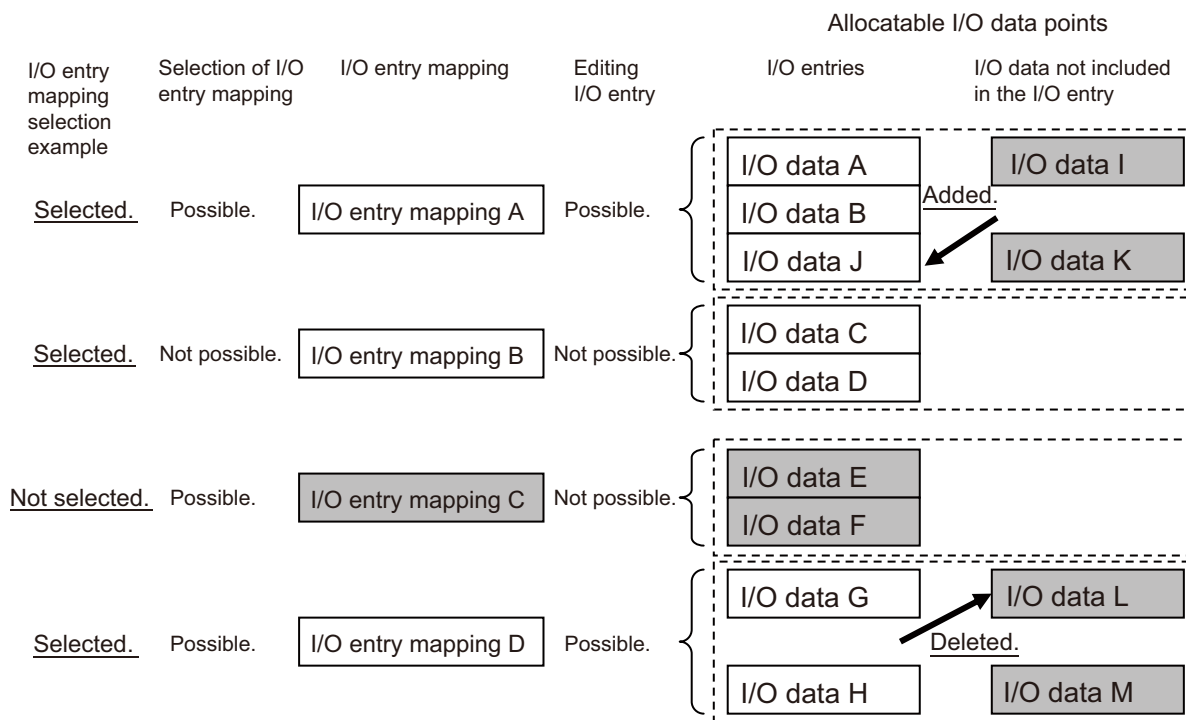 Allocatable I/O data points
I/O entry
mapping
selection
example
Selection of I/O
entry mapping
I/O entry mapping
Editing
I/O entry
I/O entries
I/O data not included
in the I/O entry
Selected.
Possible.
I/O entry mapping A
Possible.
I/O data A
I/O data B
I/O data J
Added.
I/O data I
I/O data K
Selected.
Not possible.
I/O entry mapping B
Not possible.
I/O data C
I/O data D
Not selected.
Possible.
I/O entry mapping C
Not possible.
I/O data E
I/O data F
Selected.
Possible.
I/O entry mapping D
Possible.
I/O data G
I/O data H
Deleted.
I/O data L
I/O data M